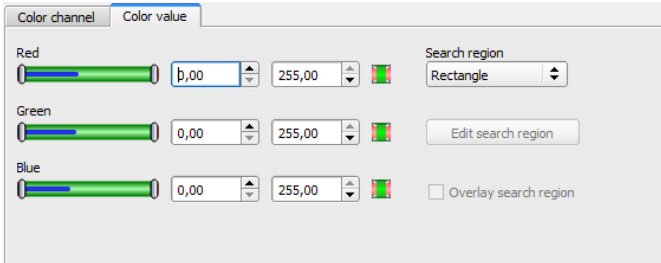 Color channel Color value
Red Search region
0,00 255,00 Rectangle
Green
0,00 255,00 Edit search region
Blue
0,00 255,00 Overlay search region